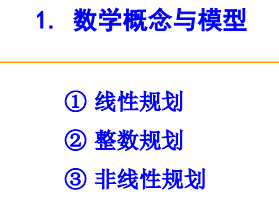 1. 数学概念与模型
① 线性规划
② 整数规划
③ 非线性规划